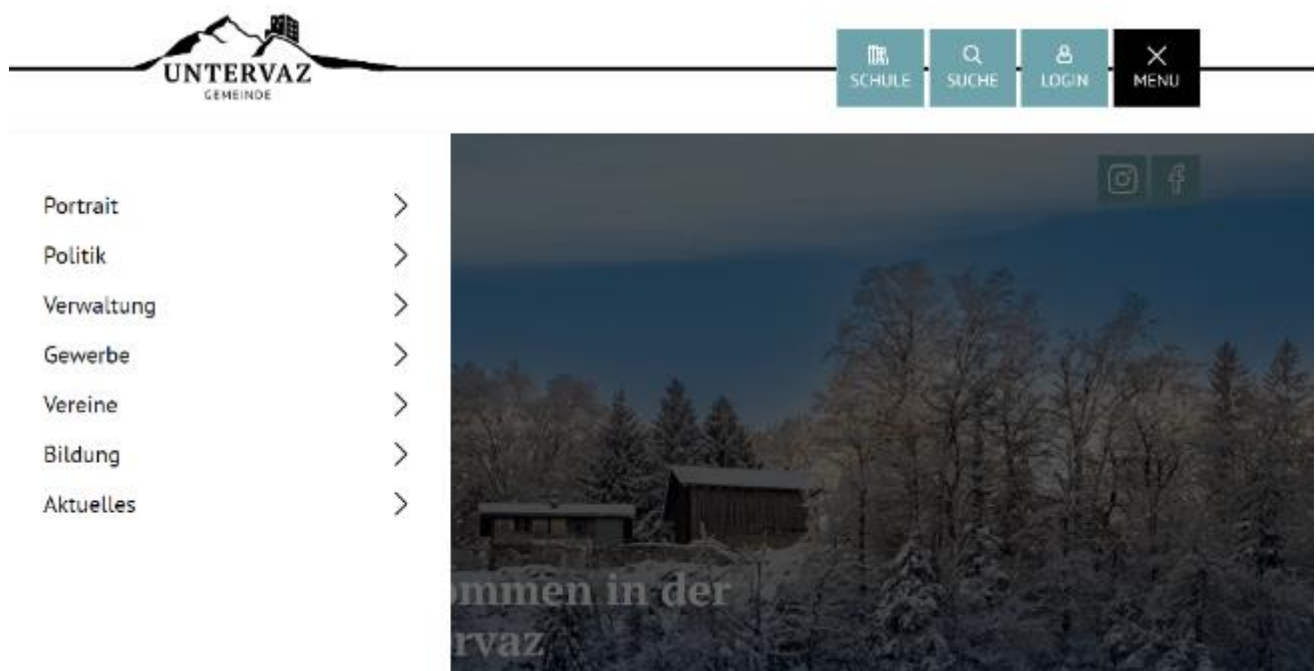 UNTERVAZ
GEMEINDE
SCHULE
SUCHE
LOGIN
MENU
Portrait
Politik
Verwaltung
Gewerbe
Vereine
Bildung
Aktuelles
ommen in der
rvaz